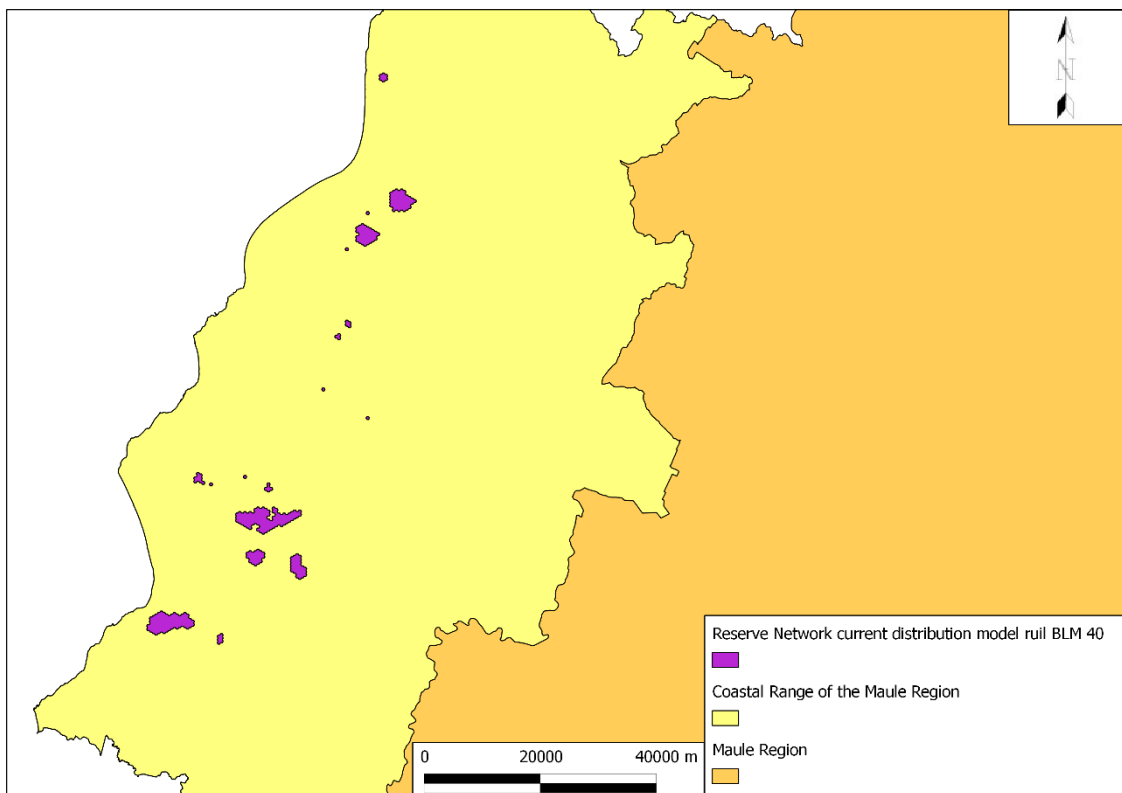 N
Reserve Network current distribution model ruil BLM 40
Coastal Range of the Maule Region
Maule Region
0 20000 40000 m